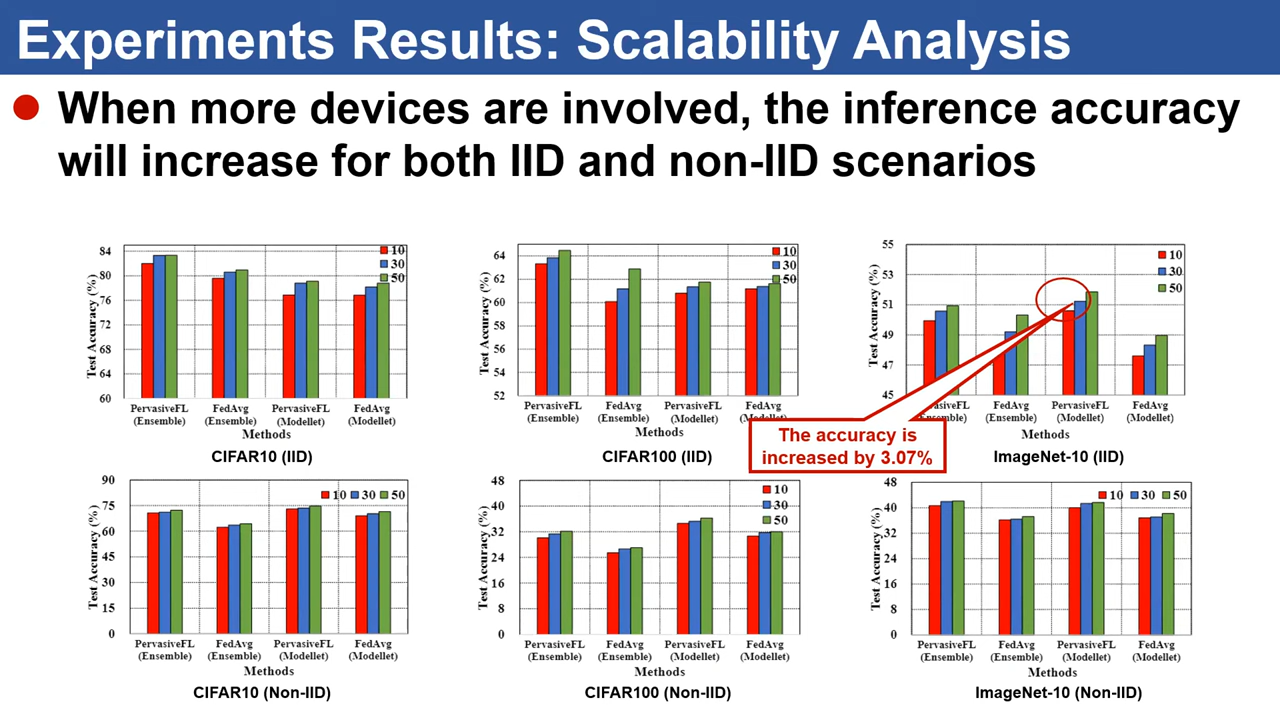 Experiments Results: Scalability Analysis
When more devices are involved, the inference accuracy
will increase for both IID and non-IID scenarios
Test Accuracy (%)
84
80
76
72
68
64
60
10
30
50
PervasiveFL
(Ensemble)
FedAvg
(Ensemble)
PervasiveFL
(Modellet)
FedAvg
(Modellet)
Methods
CIFAR10 (IID)
Test Accuracy (%)
64
62
60
58
56
54
52
10
30
50
PervasiveFL
(Ensemble)
FedAvg
(Ensemble)
PervasiveFL
(Modellet)
FedAvg
Methods
CIFAR100 (IID)
Test Accuracy (%)
55
53
51
49
47
45
10
30
50
FedAvg
(Ensemble)
PervasiveFL
(Modellet)
FedAvg
(Modellet)
Methods
ImageNet-10 (IID)
The accuracy is
increased by 3.07%
Test Accuracy (%)
90
75
60
45
30
15
0
10 30 50
PervasiveFL
(Ensemble)
FedAvg
(Ensemble)
PervasiveFL
(Modellet)
FedAvg
(Modellet)
Methods
CIFAR10 (Non-IID)
Test Accuracy (%)
48
40
32
24
16
8
0
10
30
50
PervasiveFL
(Ensemble)
FedAvg
(Ensemble)
PervasiveFL
(Modellet)
FedAvg
(Modellet)
Methods
CIFAR100 (Non-IID)
Test Accuracy (%)
48
40
32
24
16
8
0
10 30 50
PervasiveFL
(Ensemble)
FedAvg
(Ensemble)
PervasiveFL
(Modellet)
FedAvg
(Modellet)
Methods
ImageNet-10 (Non-IID)